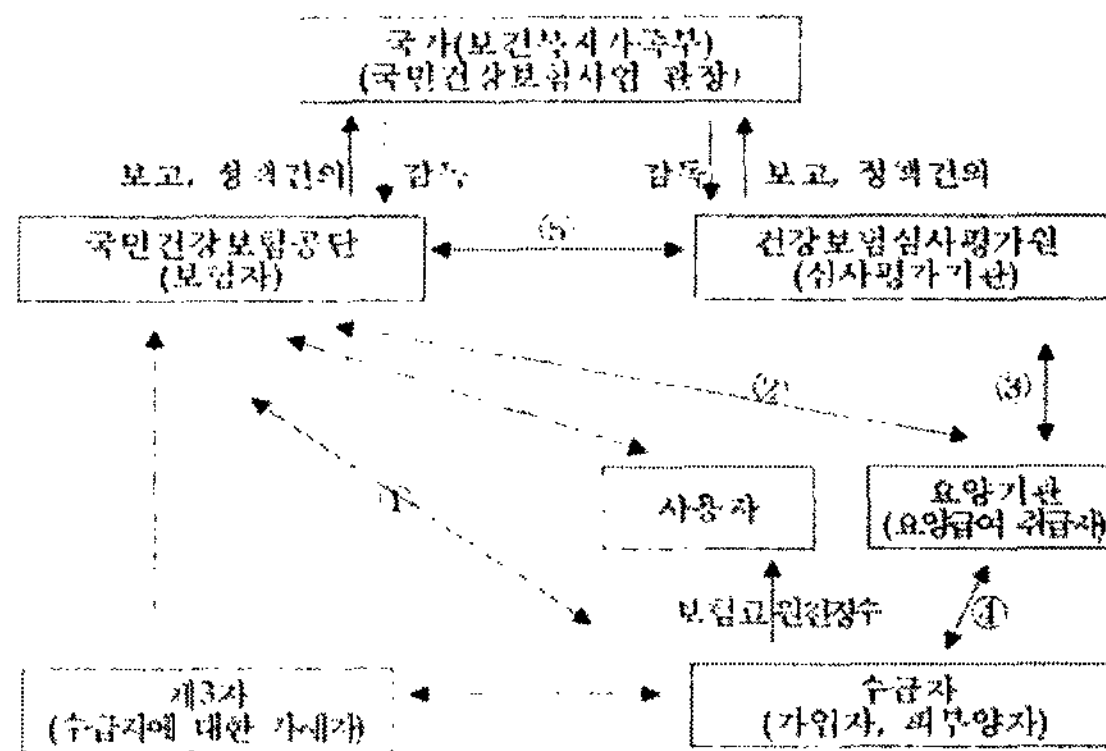 국가(보건복지가족부)
(국민건강보험사업 관장)
보고, 정책건의
감독
감독
보고, 정책건의
국민건강보험공단
(보험자)
⑤
건강보험심사평가원
(심사평가기관)
②
③
①
사용자
요양기관
(요양급여 취급자)
보험료원천징수
④
제3자
(수급자에 대한 가해자)
수급자
(가입자, 피부양자)